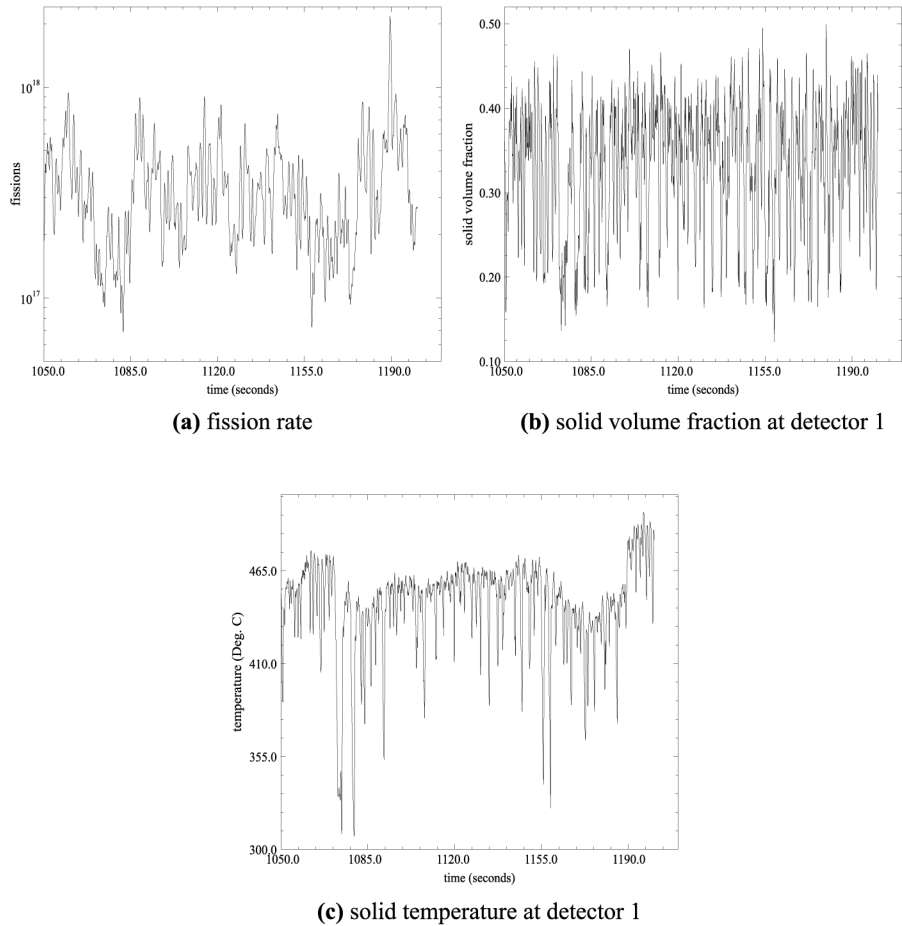 10^18
10^17
fissions
1050.0 1085.0 1120.0 1155.0 1190.0
time (seconds)
(a) fission rate
0.50
0.40
0.30
0.20
0.10
solid volume fraction
1050.0 1085.0 1120.0 1155.0 1190.0
time (seconds)
(b) solid volume fraction at detector 1
465.0
410.0
355.0
300.0
temperature (Deg. C)
1050.0 1085.0 1120.0 1155.0 1190.0
time (seconds)
(c) solid temperature at detector 1